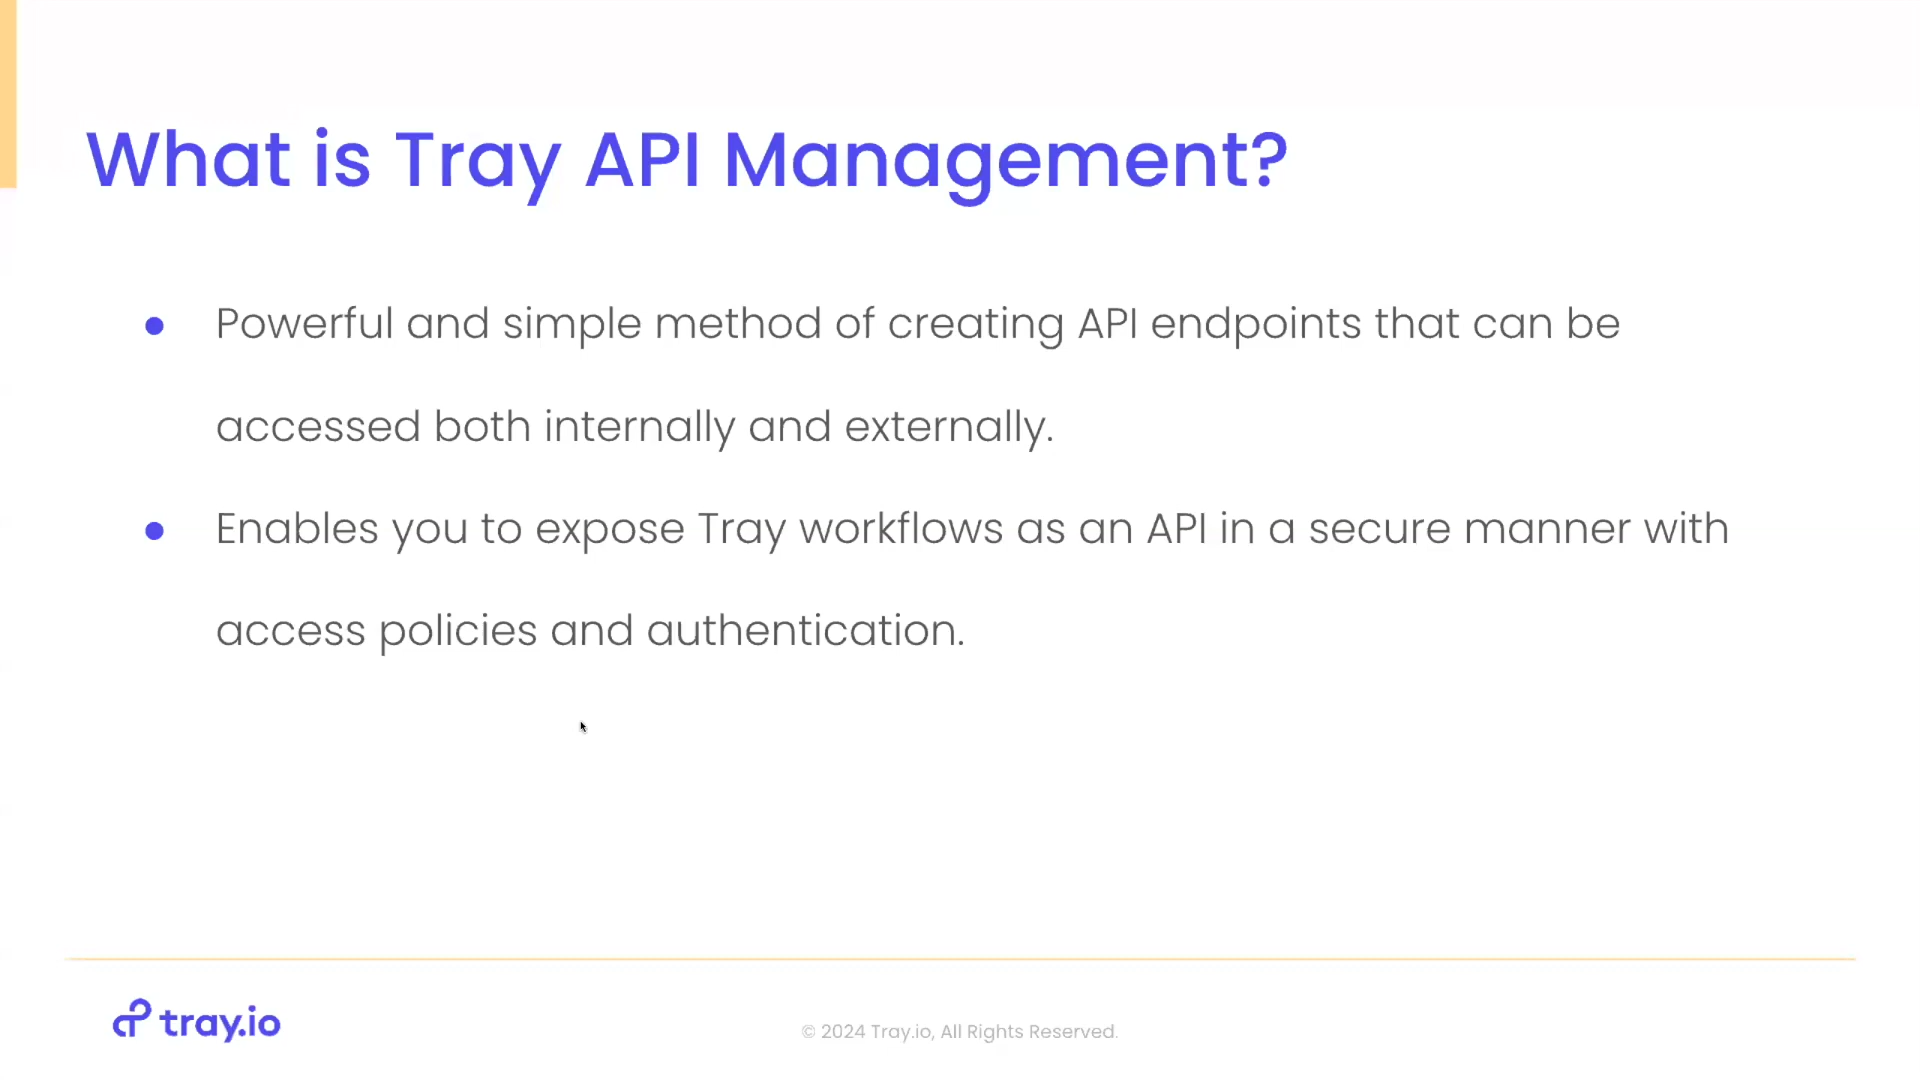 What is Tray API Management?
● Powerful and simple method of creating API endpoints that can be
accessed both internally and externally.
● Enables you to expose Tray workflows as an API in a secure manner with
access policies and authentication.
tray.io
© 2024 Tray.io, All Rights Reserved.